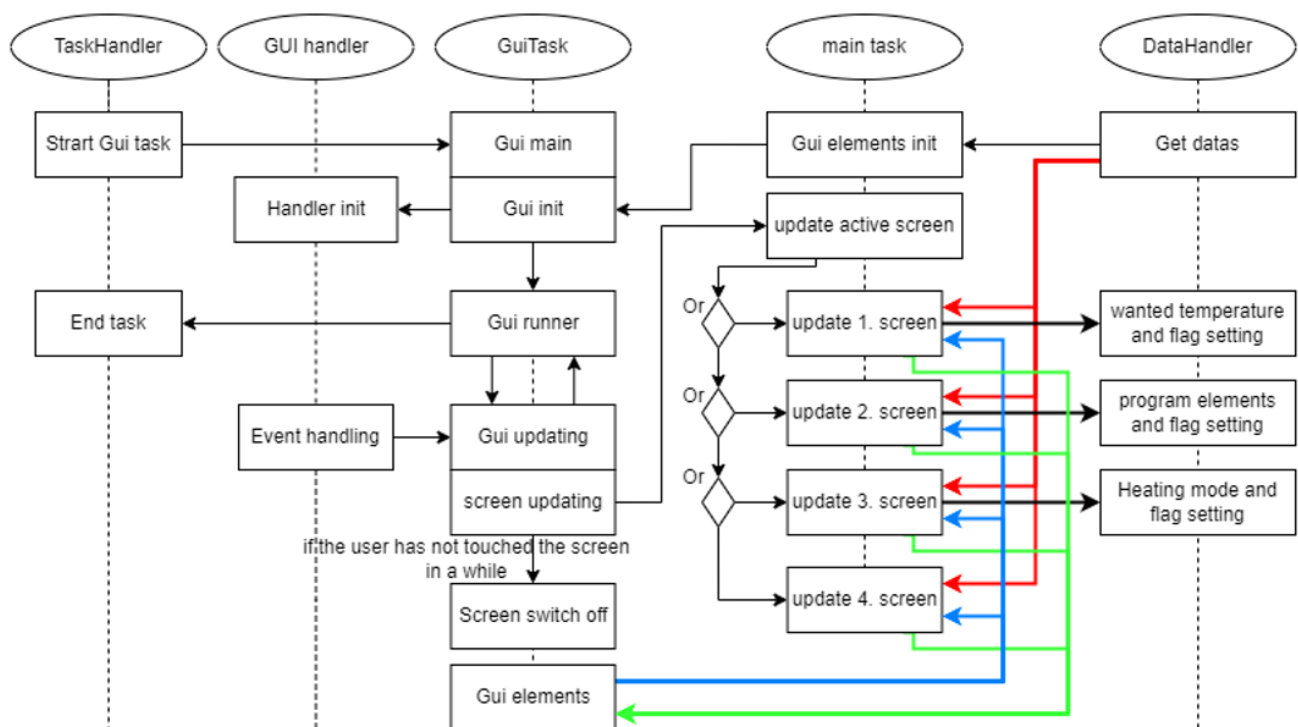 TaskHandler
GUI handler
GuiTask
main task
DataHandler
Strart Gui task
Gui main
Gui elements init
Get datas
Handler init
Gui init
update active screen
End task
Gui runner
Or
update 1. screen
wanted temperature
and flag setting
Event handling
Gui updating
Or
update 2. screen
program elements
and flag setting
screen updating
Or
update 3. screen
Heating mode and
flag setting
if the user has not touched the screen
in a while
Screen switch off
update 4. screen
Gui elements